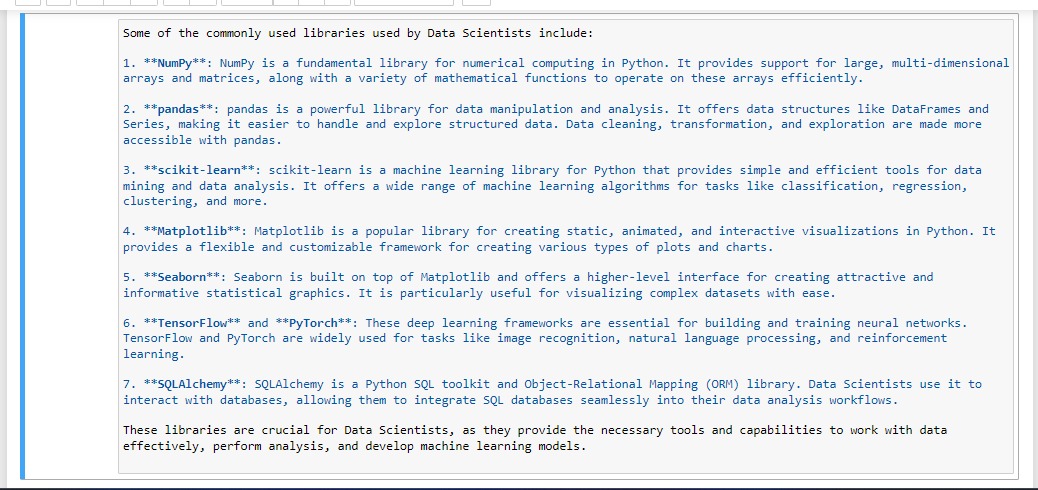 Some of the commonly used libraries used by Data Scientists include:
1. **NumPy**: NumPy is a fundamental library for numerical computing in Python. It provides support for large, multi-dimensional
arrays and matrices, along with a variety of mathematical functions to operate on these arrays efficiently.
2. **pandas**: pandas is a powerful library for data manipulation and analysis. It offers data structures like DataFrames and
Series, making it easier to handle and explore structured data. Data cleaning, transformation, and exploration are made more
accessible with pandas.
3. **scikit-learn**: scikit-learn is a machine learning library for Python that provides simple and efficient tools for data
mining and data analysis. It offers a wide range of machine learning algorithms for tasks like classification, regression,
clustering, and more.
4. **Matplotlib**: Matplotlib is a popular library for creating static, animated, and interactive visualizations in Python. It
provides a flexible and customizable framework for creating various types of plots and charts.
5. **Seaborn**: Seaborn is built on top of Matplotlib and offers a higher-level interface for creating attractive and
informative statistical graphics. It is particularly useful for visualizing complex datasets with ease.
6. **TensorFlow** and **PyTorch**: These deep learning frameworks are essential for building and training neural networks.
TensorFlow and PyTorch are widely used for tasks like image recognition, natural language processing, and reinforcement
learning.
7. **SQLAlchemy**: SQLAlchemy is a Python SQL toolkit and Object-Relational Mapping (ORM) library. Data Scientists use it to
interact with databases, allowing them to integrate SQL databases seamlessly into their data analysis workflows.
These libraries are crucial for Data Scientists, as they provide the necessary tools and capabilities to work with data
effectively, perform analysis, and develop machine learning models.